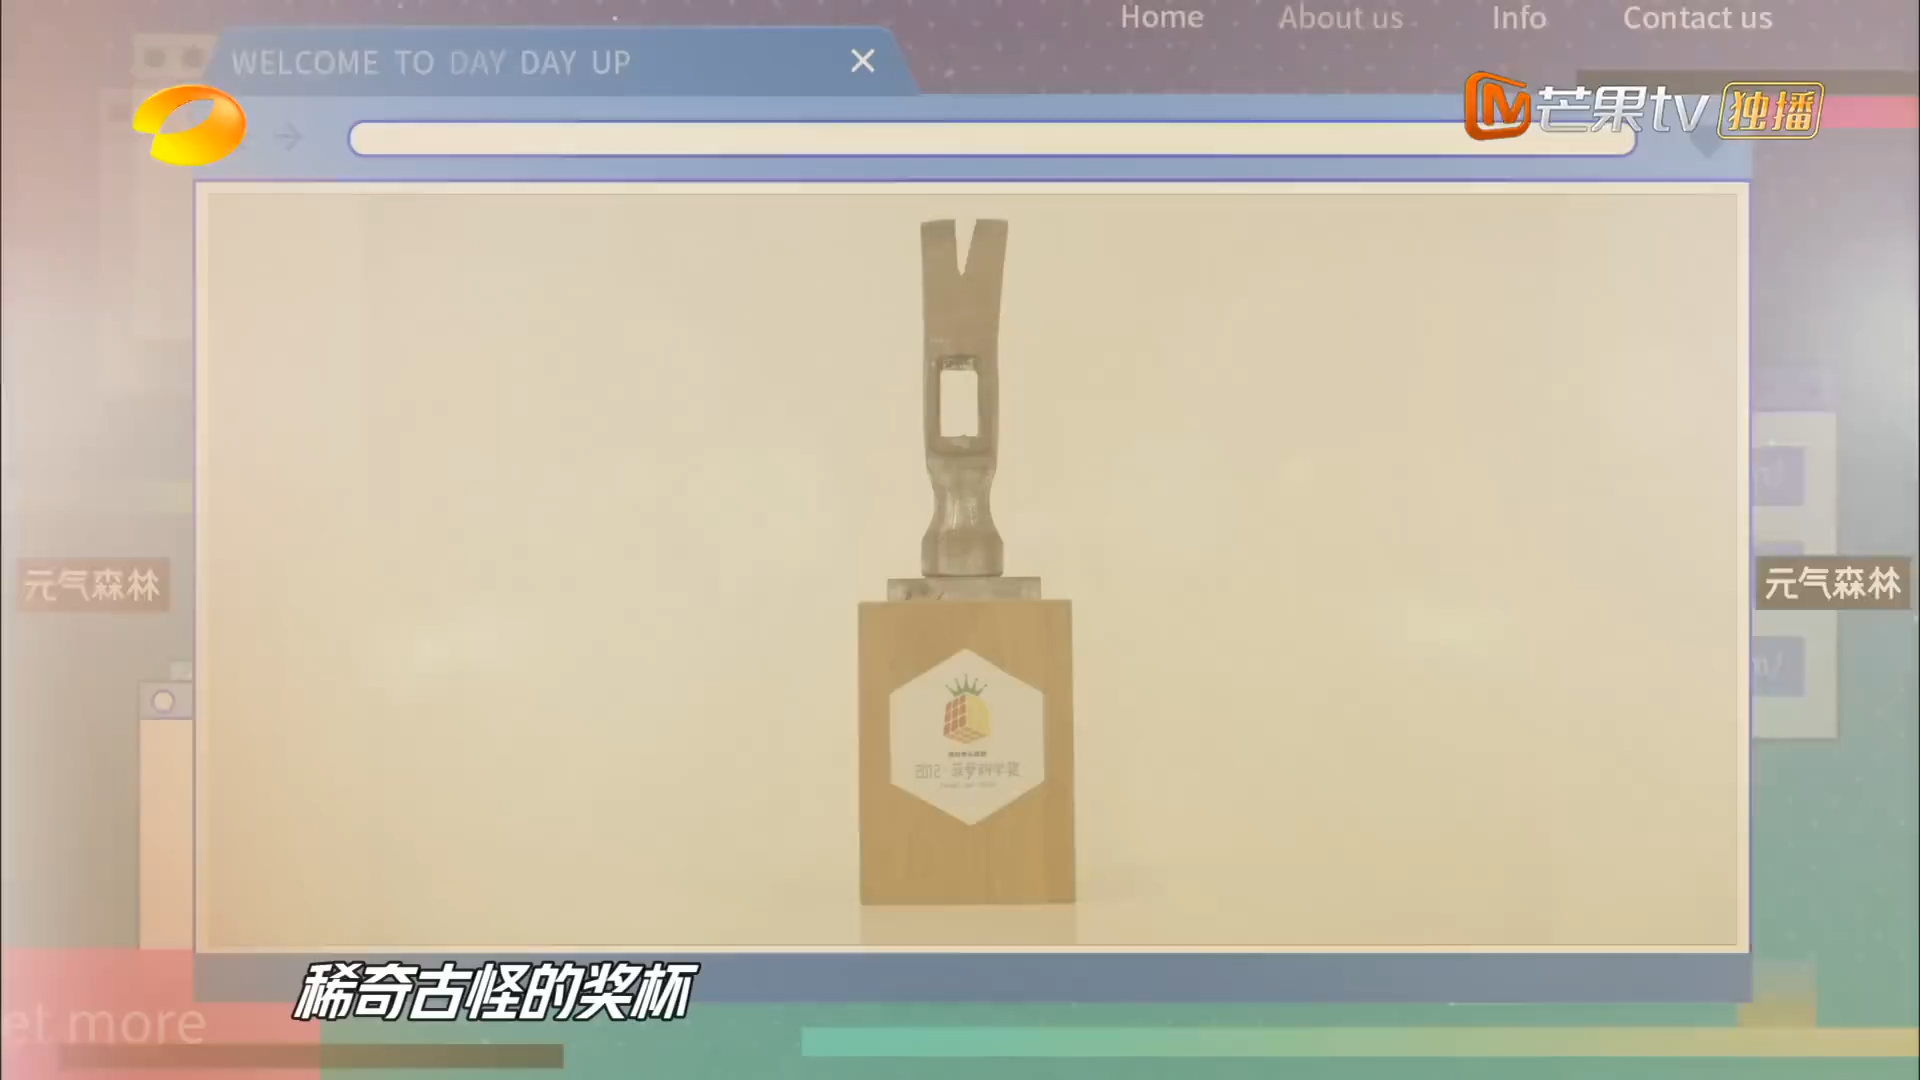 Home
About us
Info
Contact us
WELCOME TO DAY DAY UP
芒果tv 独播
元气森林
元气森林
m/
2012·菠萝科学奖
稀奇古怪的奖杯
et more